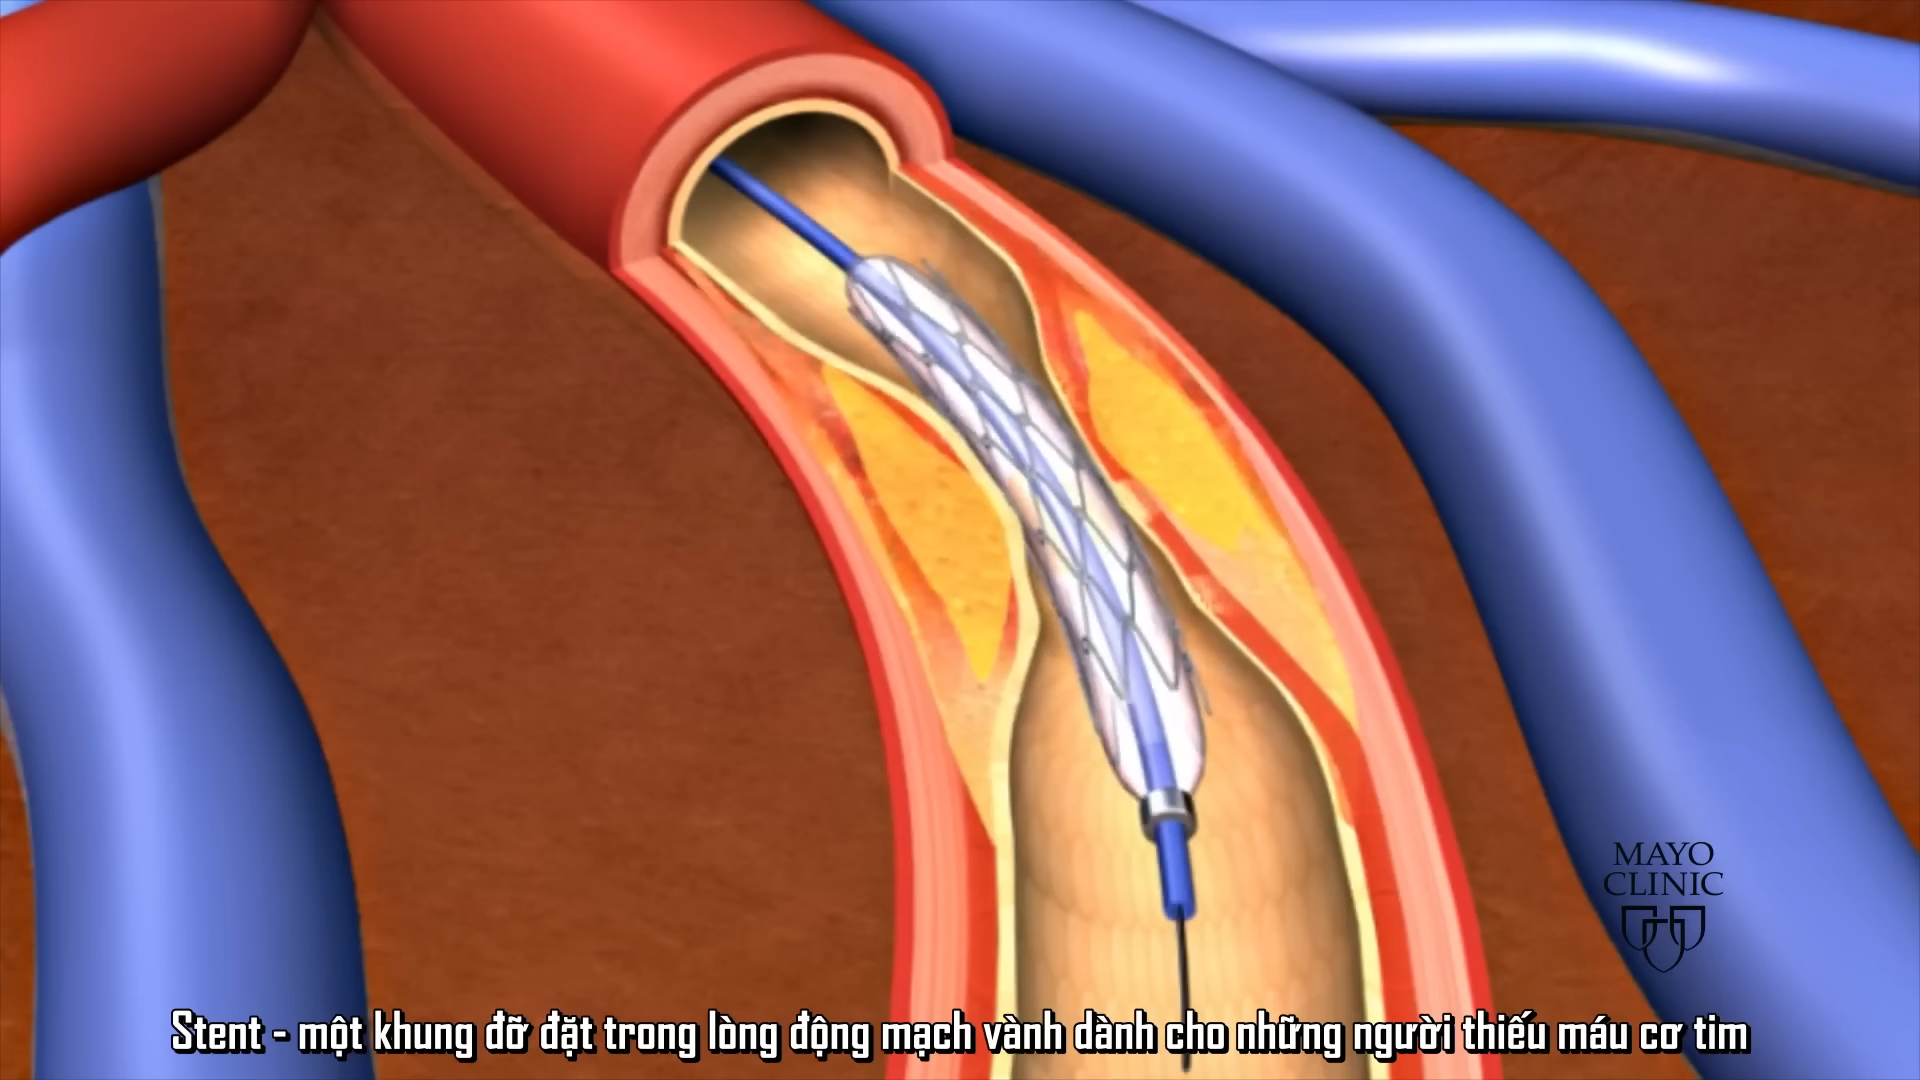 MAYO
CLINIC
Stent - một khung đỡ đặt trong lòng động mạch vành dành cho những người thiếu máu cơ tim